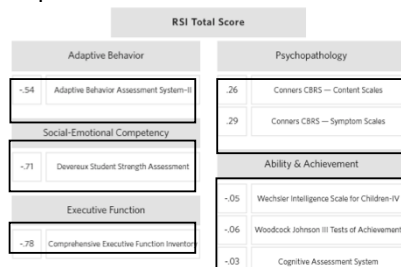 RSI Total Score
Adaptive Behavior
-.54 Adaptive Behavior Assessment System-II
Social-Emotional Competency
-.71 Devereux Student Strength Assessment
Executive Function
-.78 Comprehensive Executive Function Inventory
Psychopathology
.26 Conners CBRS — Content Scales
.29 Conners CBRS — Symptom Scales
Ability & Achievement
-.05 Wechsler Intelligence Scale for Children-IV
-.06 Woodcock Johnson III Tests of Achievement
-.03 Cognitive Assessment System